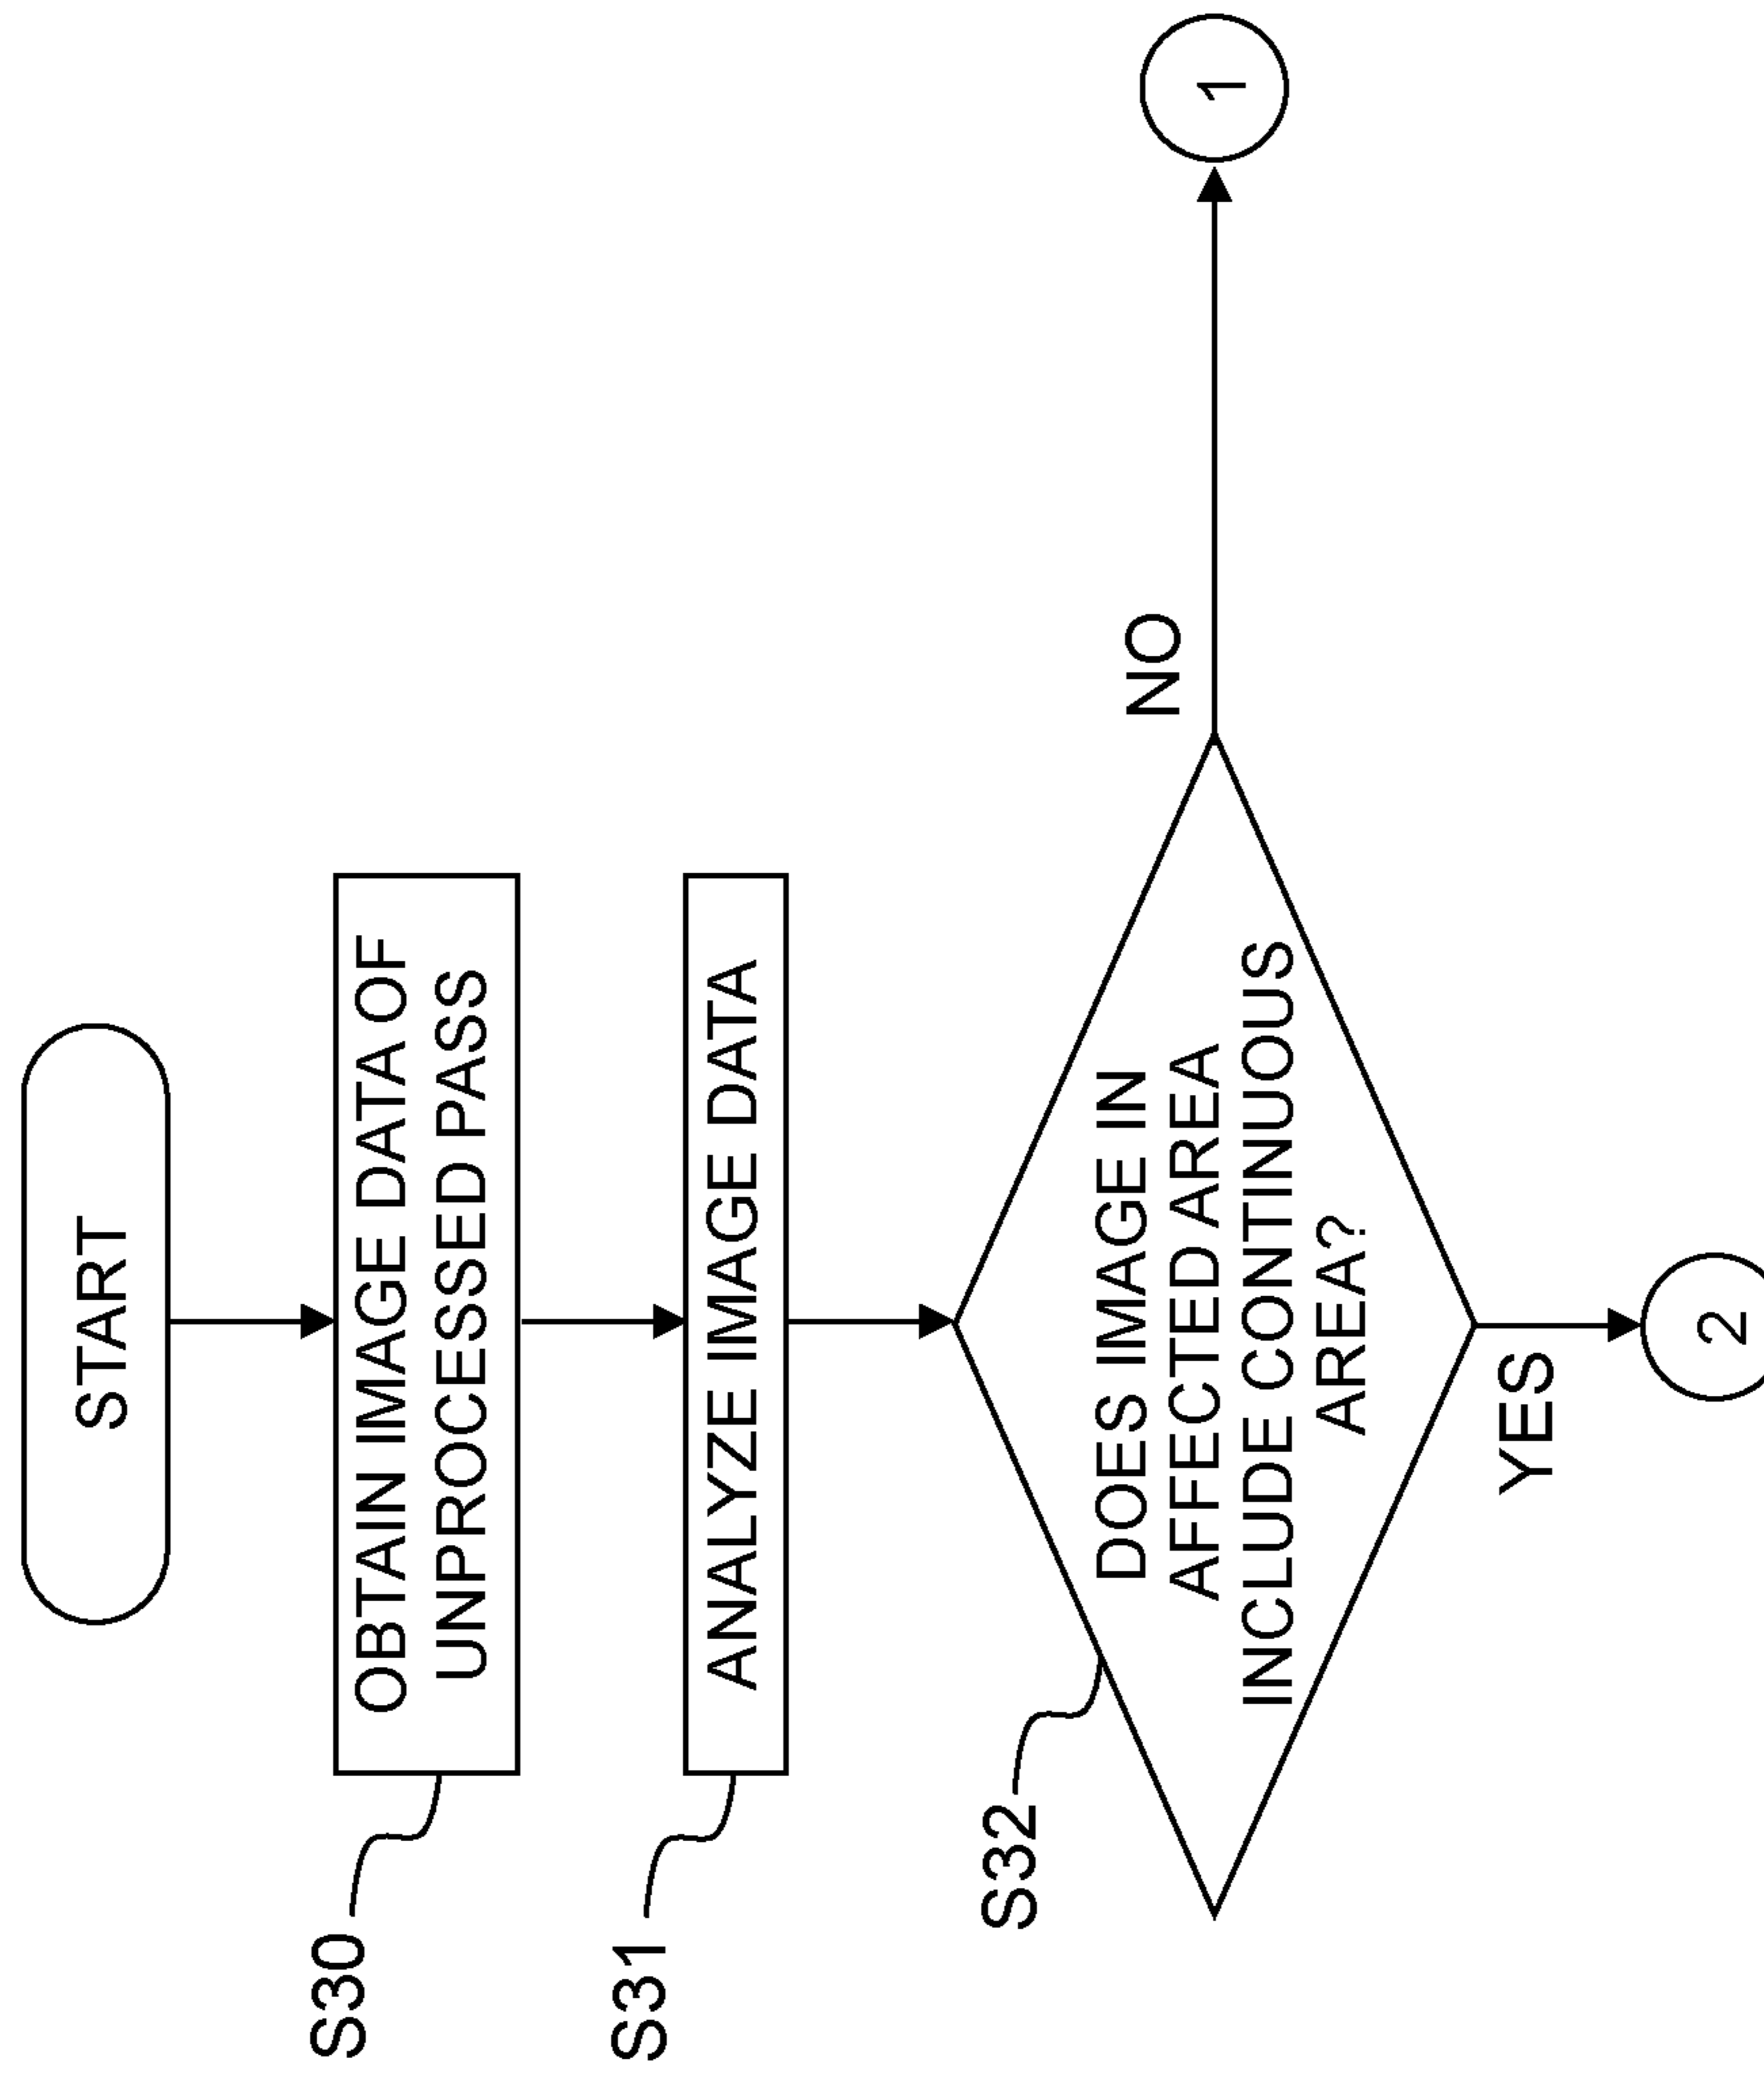 START
S30
OBTAIN IMAGE DATA OF
UNPROCESSED PASS
S31
ANALYZE IMAGE DATA
S32
DOES IMAGE IN
AFFECTED AREA
INCLUDE CONTINUOUS
AREA?
NO
1
YES
2